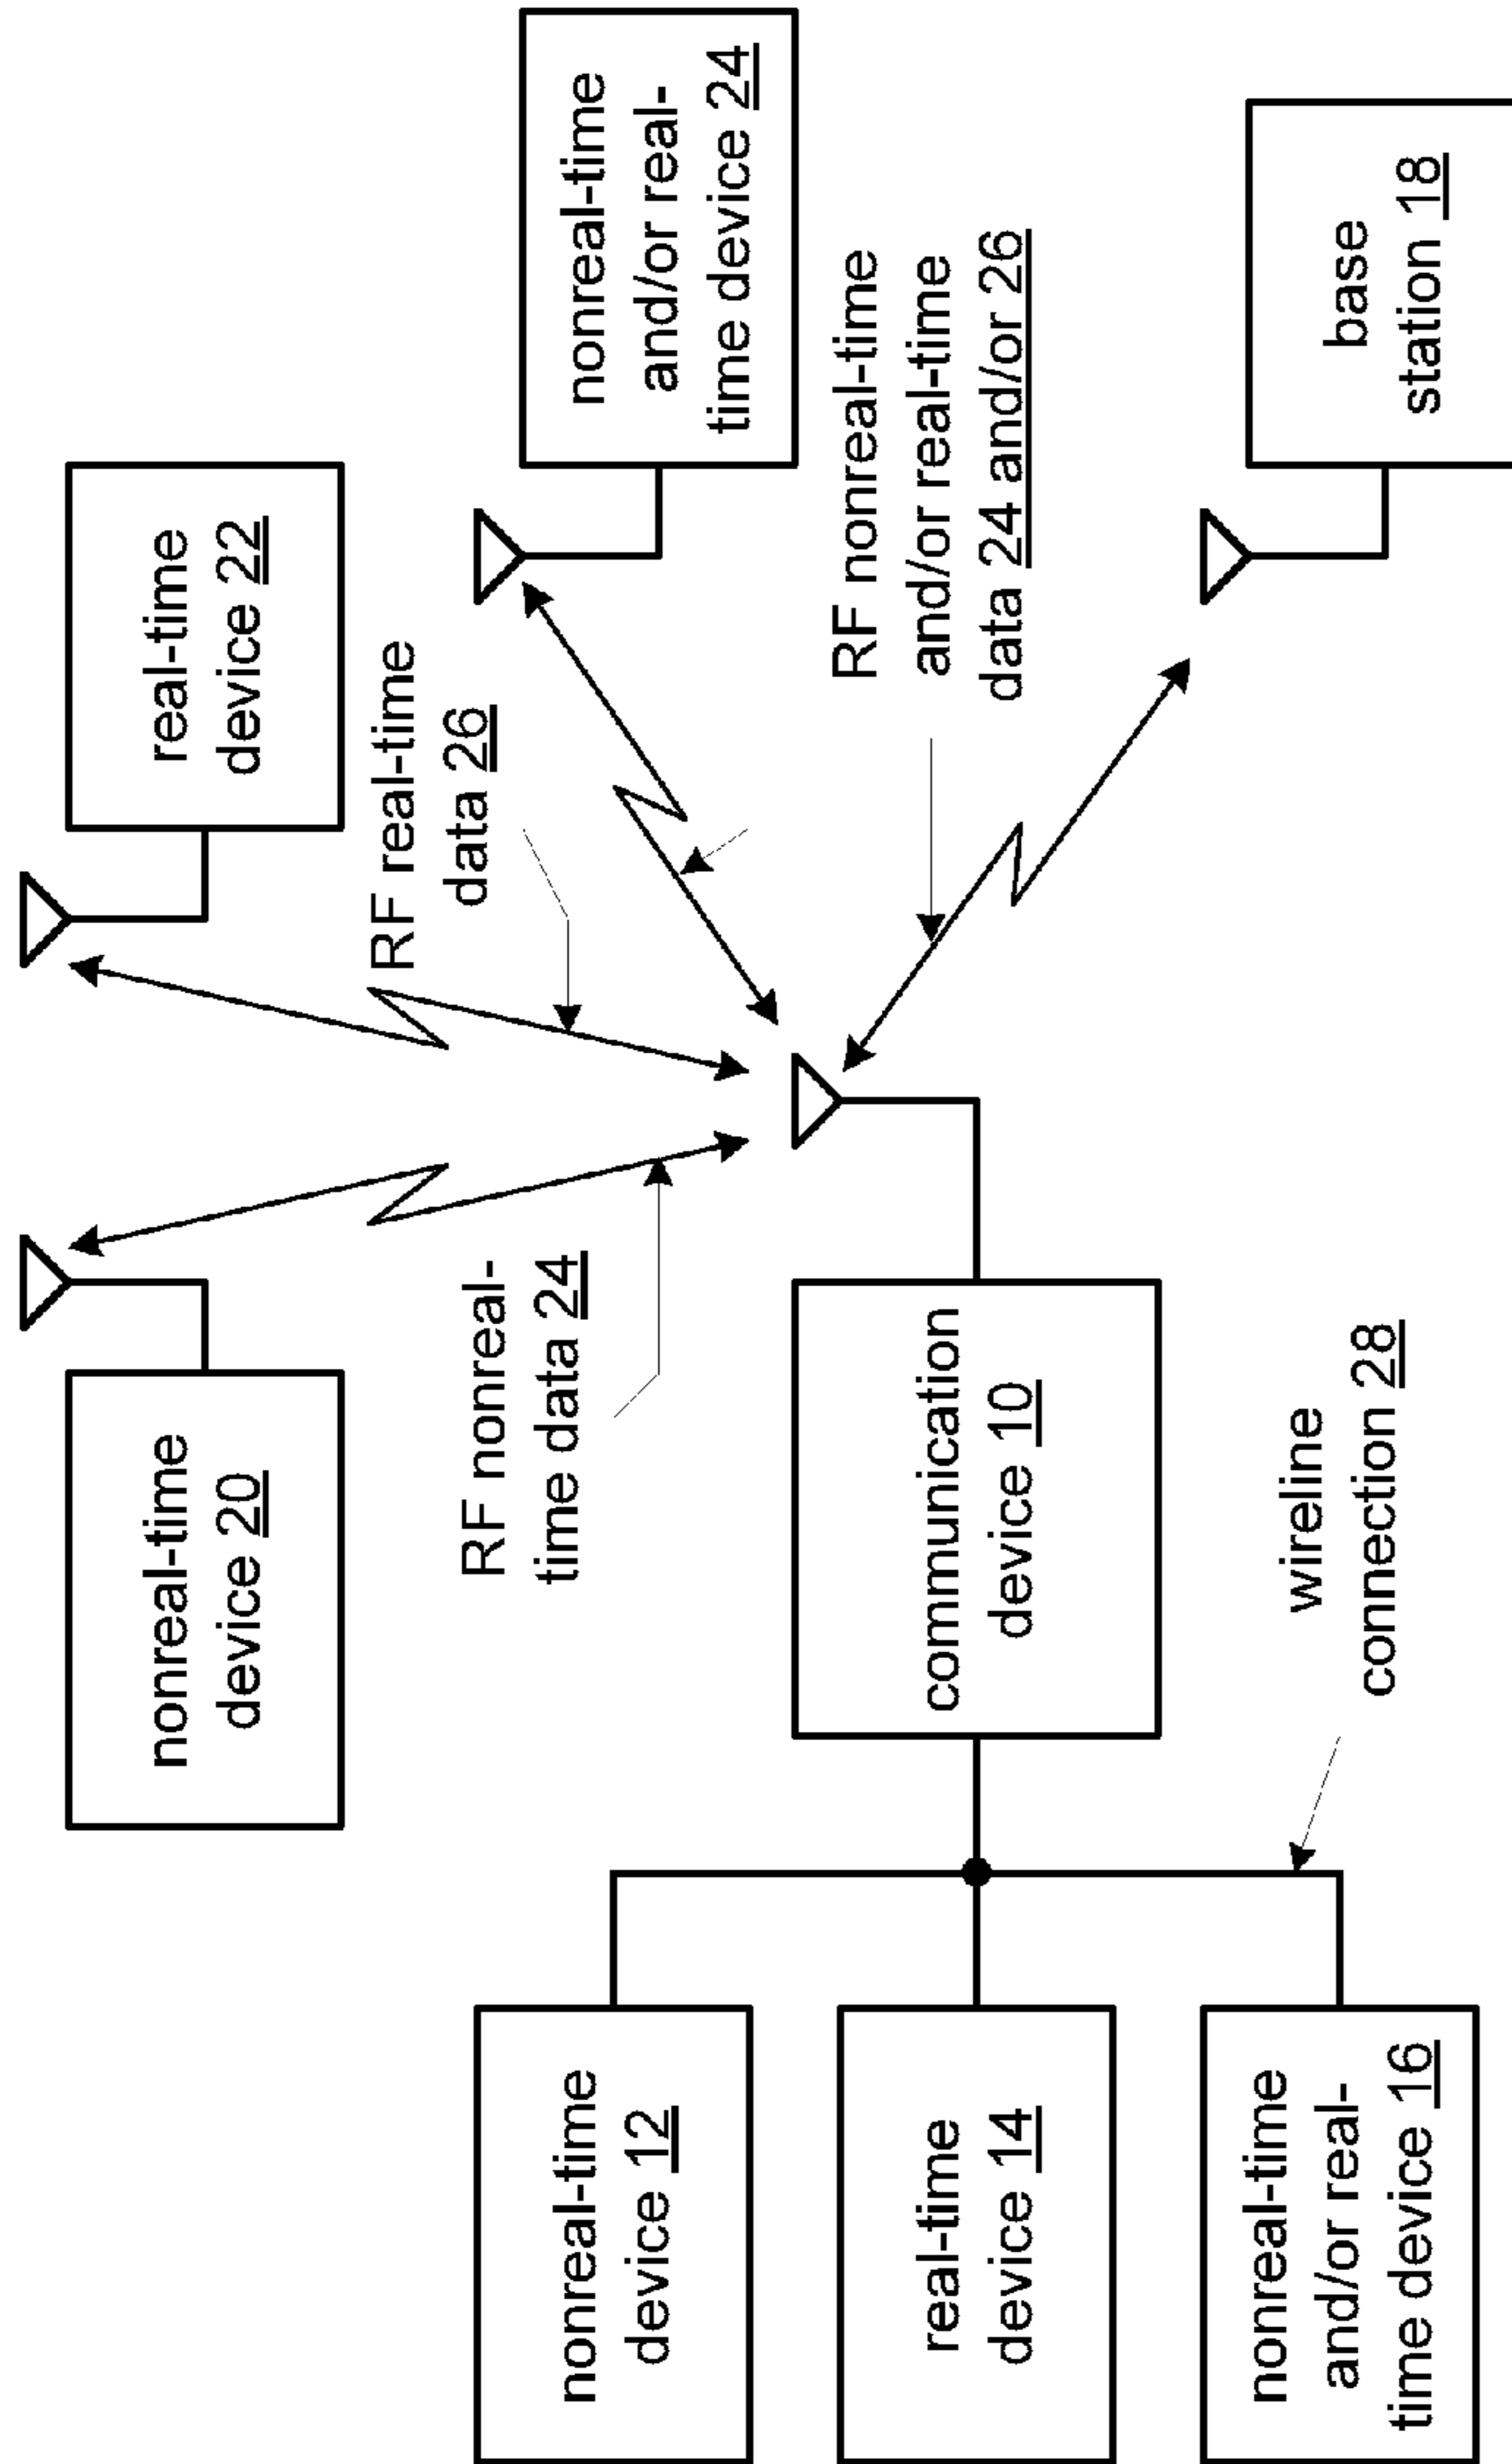 nonreal-time
device 20
real-time
device 22
RF real-time
data 26
RF nonreal-
time data 24
nonreal-time
and/or real-
time device 24
nonreal-time
device 12
communication
device 10
RF nonreal-time
and/or real-time
data 24 and/or 26
real-time
device 14
wireline
connection 28
nonreal-time
and/or real-
time device 16
base
station 18